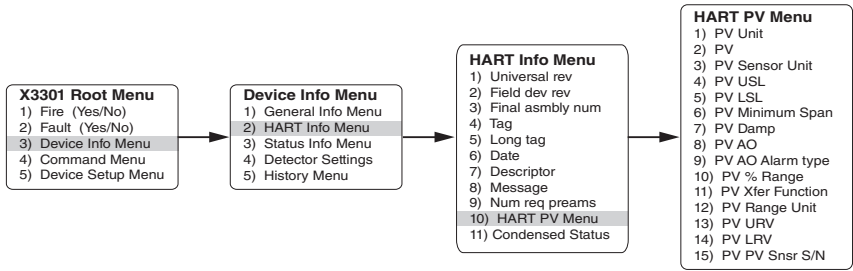 X3301 Root Menu
1) Fire (Yes/No)
2) Fault (Yes/No)
3) Device Info Menu
4) Command Menu
5) Device Setup Menu
Device Info Menu
1) General Info Menu
2) HART Info Menu
3) Status Info Menu
4) Detector Settings
5) History Menu
HART Info Menu
1) Universal rev
2) Field dev rev
3) Final asmbly num
4) Tag
5) Long tag
6) Date
7) Descriptor
8) Message
9) Num req preams
10) HART PV Menu
11) Condensed Status
HART PV Menu
1) PV Unit
2) PV
3) PV Sensor Unit
4) PV USL
5) PV LSL
6) PV Minimum Span
7) PV Damp
8) PV AO
9) PV AO Alarm type
10) PV % Range
11) PV Xfer Function
12) PV Range Unit
13) PV URV
14) PV LRV
15) PV PV Snsr S/N